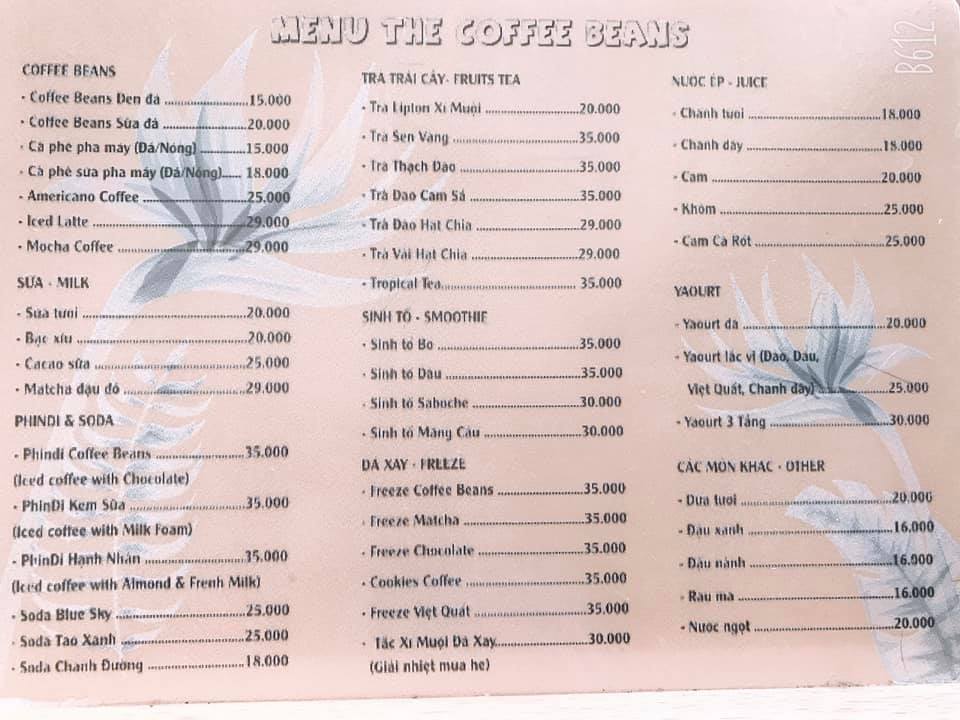 MENU THE COFFEE BEANS
B612
COFFEE BEANS
- Coffee Beans Đen đá ........................15.000
- Coffee Beans Sữa đá ........................20.000
- Cà phê pha máy (Đá/Nóng) ............15.000
- Cà phê sữa pha máy (Đá/Nóng)..... 18.000
- Americano Coffee ........................25.000
- Iced Latte ........................29.000
- Mocha Coffee ........................29.000
SỮA - MILK
- Sữa tươi ........................20.000
- Bạc xỉu ........................20.000
- Cacao sữa ........................25.000
- Matcha đậu đỏ ........................29.000
PHINDI & SODA
- Phindi Coffee Beans ........................35.000
(Iced coffee with Chocolate)
- PhinDi Kem Sữa ........................35.000
(Iced coffee with Milk Foam)
- PhinDi Hạnh Nhân ........................35.000
(Iced coffee with Almond & Frenh Milk)
- Soda Blue Sky ........................25.000
- Soda Táo Xanh ........................25.000
- Soda Chanh Đường ........................18.000
TRÀ TRÁI CÂY- FRUITS TEA
- Trà Lipton Xí Muội ........................20.000
- Trà Sen Vàng ........................35.000
- Trà Thạch Đào ........................35.000
- Trà Đào Cam Sả ........................35.000
- Trà Đào Hạt Chia ........................29.000
- Trà Vải Hạt Chia ........................29.000
- Tropical Tea........................ 35.000
SINH TỐ - SMOOTHIE
- Sinh tố Bơ ........................35.000
- Sinh tố Dâu ........................35.000
- Sinh tố Saboche ........................30.000
- Sinh tố Mãng Cầu ........................30.000
ĐÁ XAY - FREEZE
- Freeze Coffee Beans ........................35.000
- Freeze Matcha ........................35.000
- Freeze Chocolate ........................35.000
- Cookies Coffee ........................35.000
- Freeze Việt Quất ........................35.000
- Tắc Xí Muội Đá Xay........................30.000
(Giải nhiệt mùa hè)
NƯỚC ÉP - JUICE
- Chanh tươi ........................18.000
- Chanh dây ........................18.000
- Cam ........................20.000
- Khóm ........................25.000
- Cam Cà Rốt ........................25.000
YAOURT
- Yaourt đá ........................20.000
- Yaourt lắc vị (Đào, Dâu,
Việt Quất, Chanh dây) ........................25.000
- Yaourt 3 Tầng ........................30.000
CÁC MÓN KHÁC - OTHER
- Dừa tươi ........................20.000
- Đậu xanh ........................16.000
- Đậu nành ........................16.000
- Rau má ........................16.000
- Nước ngọt ........................20.000